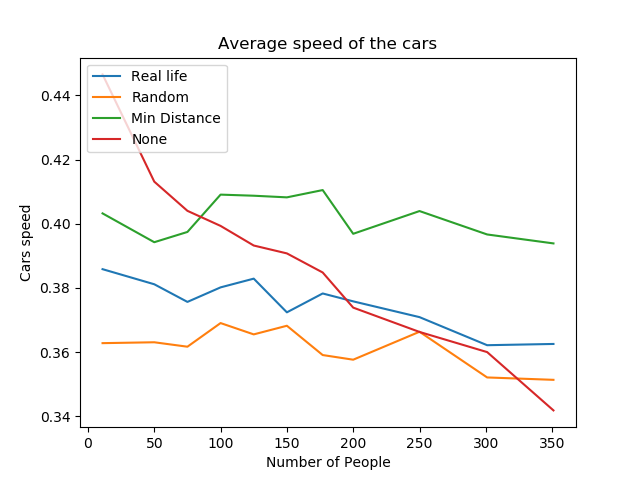 Average speed of the cars
Real life
Random
Min Distance
None
0.44
0.42
0.40
0.38
0.36
0.34
Cars speed
0
50
100
150
200
250
300
350
Number of People